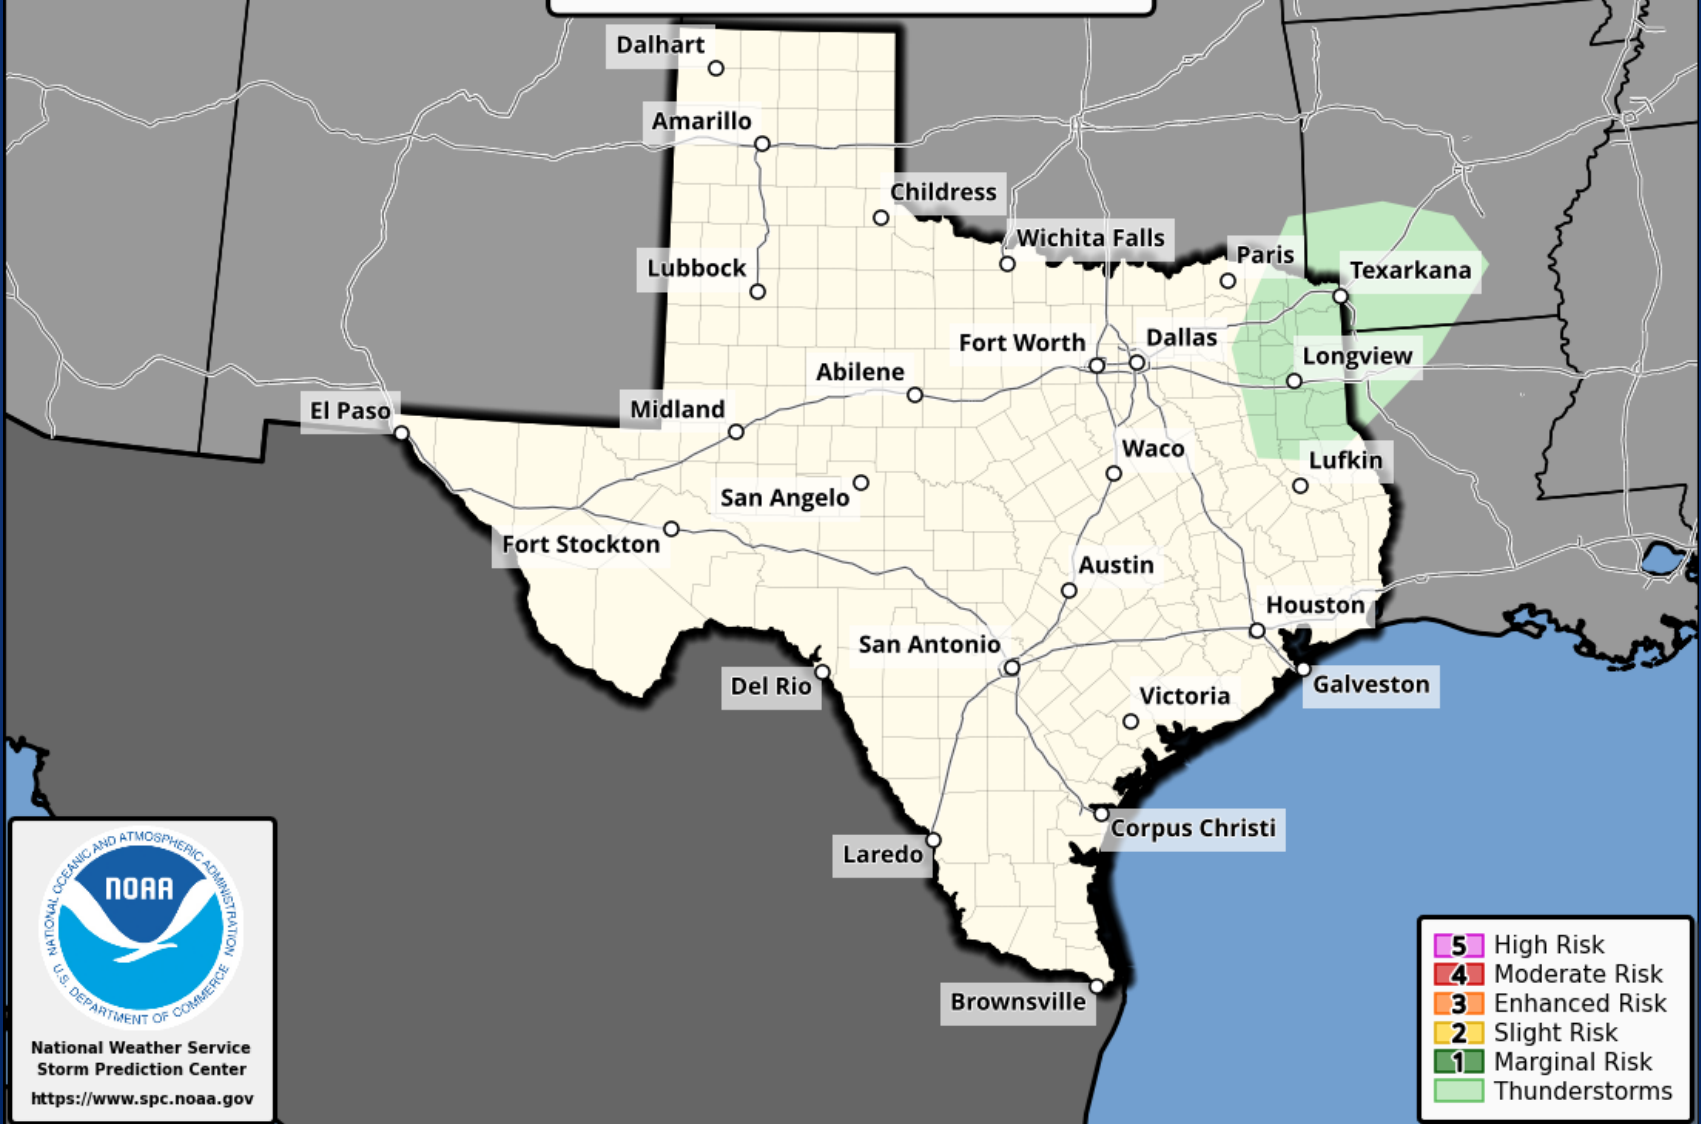 Dalhart
Amarillo
Childress
Wichita Falls
Paris
Texarkana
Lubbock
Fort Worth
Dallas
Longview
Abilene
El Paso
Midland
Waco
Lufkin
San Angelo
Fort Stockton
Austin
Houston
San Antonio
Del Rio
Galveston
Victoria
Corpus Christi
Laredo
Brownsville
NATIONAL OCEANIC AND ATMOSPHERIC ADMINISTRATION
NOAA
U.S. DEPARTMENT OF COMMERCE
National Weather Service
Storm Prediction Center
https://www.spc.noaa.gov
5 High Risk
4 Moderate Risk
3 Enhanced Risk
2 Slight Risk
1 Marginal Risk
Thunderstorms